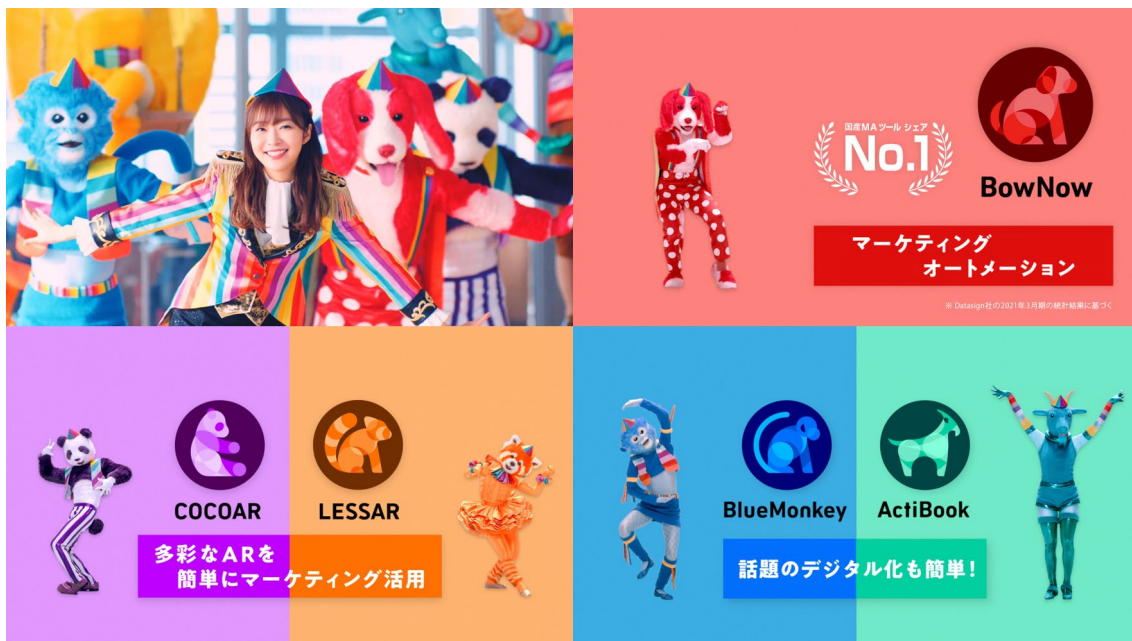 国産MAツール シェア
No.1
BowNow
マーケティング
オートメーション
※ Datasign社の2021年3月期の統計結果に基づく
COCOAR
LESSAR
多彩なARを
簡単にマーケティング活用
BlueMonkey
ActiBook
話題のデジタル化も簡単!